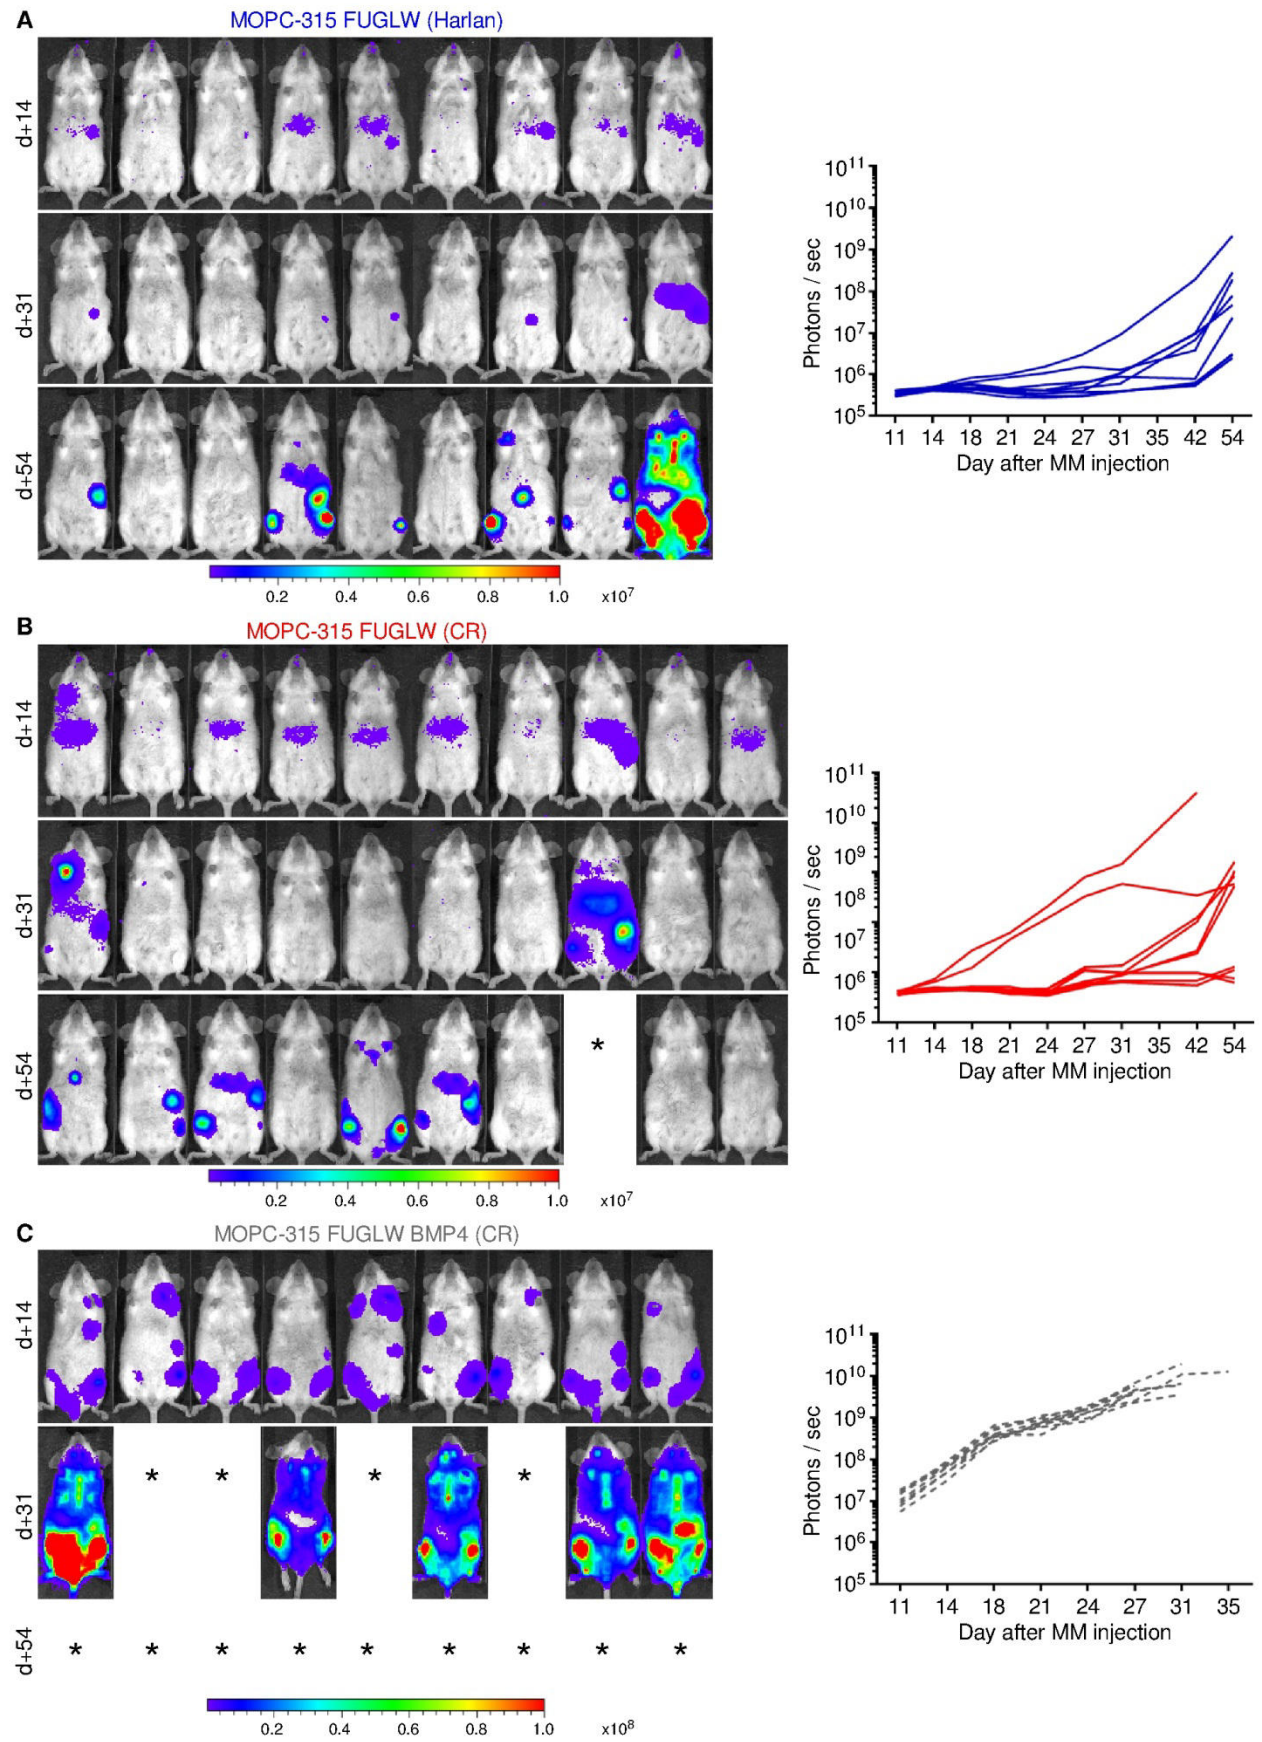 A
MOPC-315 FUGLW (Harlan)
d+14
d+31
d+54
0.2 0.4 0.6 0.8 1.0 x10⁷
Photons / sec
10¹¹
10¹⁰
10⁹
10⁸
10⁷
10⁶
10⁵
11 14 18 21 24 27 31 35 42 54
Day after MM injection
B
MOPC-315 FUGLW (CR)
d+14
d+31
d+54
*
0.2 0.4 0.6 0.8 1.0 x10⁷
Photons / sec
10¹¹
10¹⁰
10⁹
10⁸
10⁷
10⁶
10⁵
11 14 18 21 24 27 31 35 42 54
Day after MM injection
C
MOPC-315 FUGLW BMP4 (CR)
d+14
d+31
* * * *
d+54
* * * * * * * * *
0.2 0.4 0.6 0.8 1.0 x10⁸
Photons / sec
10¹¹
10¹⁰
10⁹
10⁸
10⁷
10⁶
10⁵
11 14 18 21 24 27 31 35
Day after MM injection